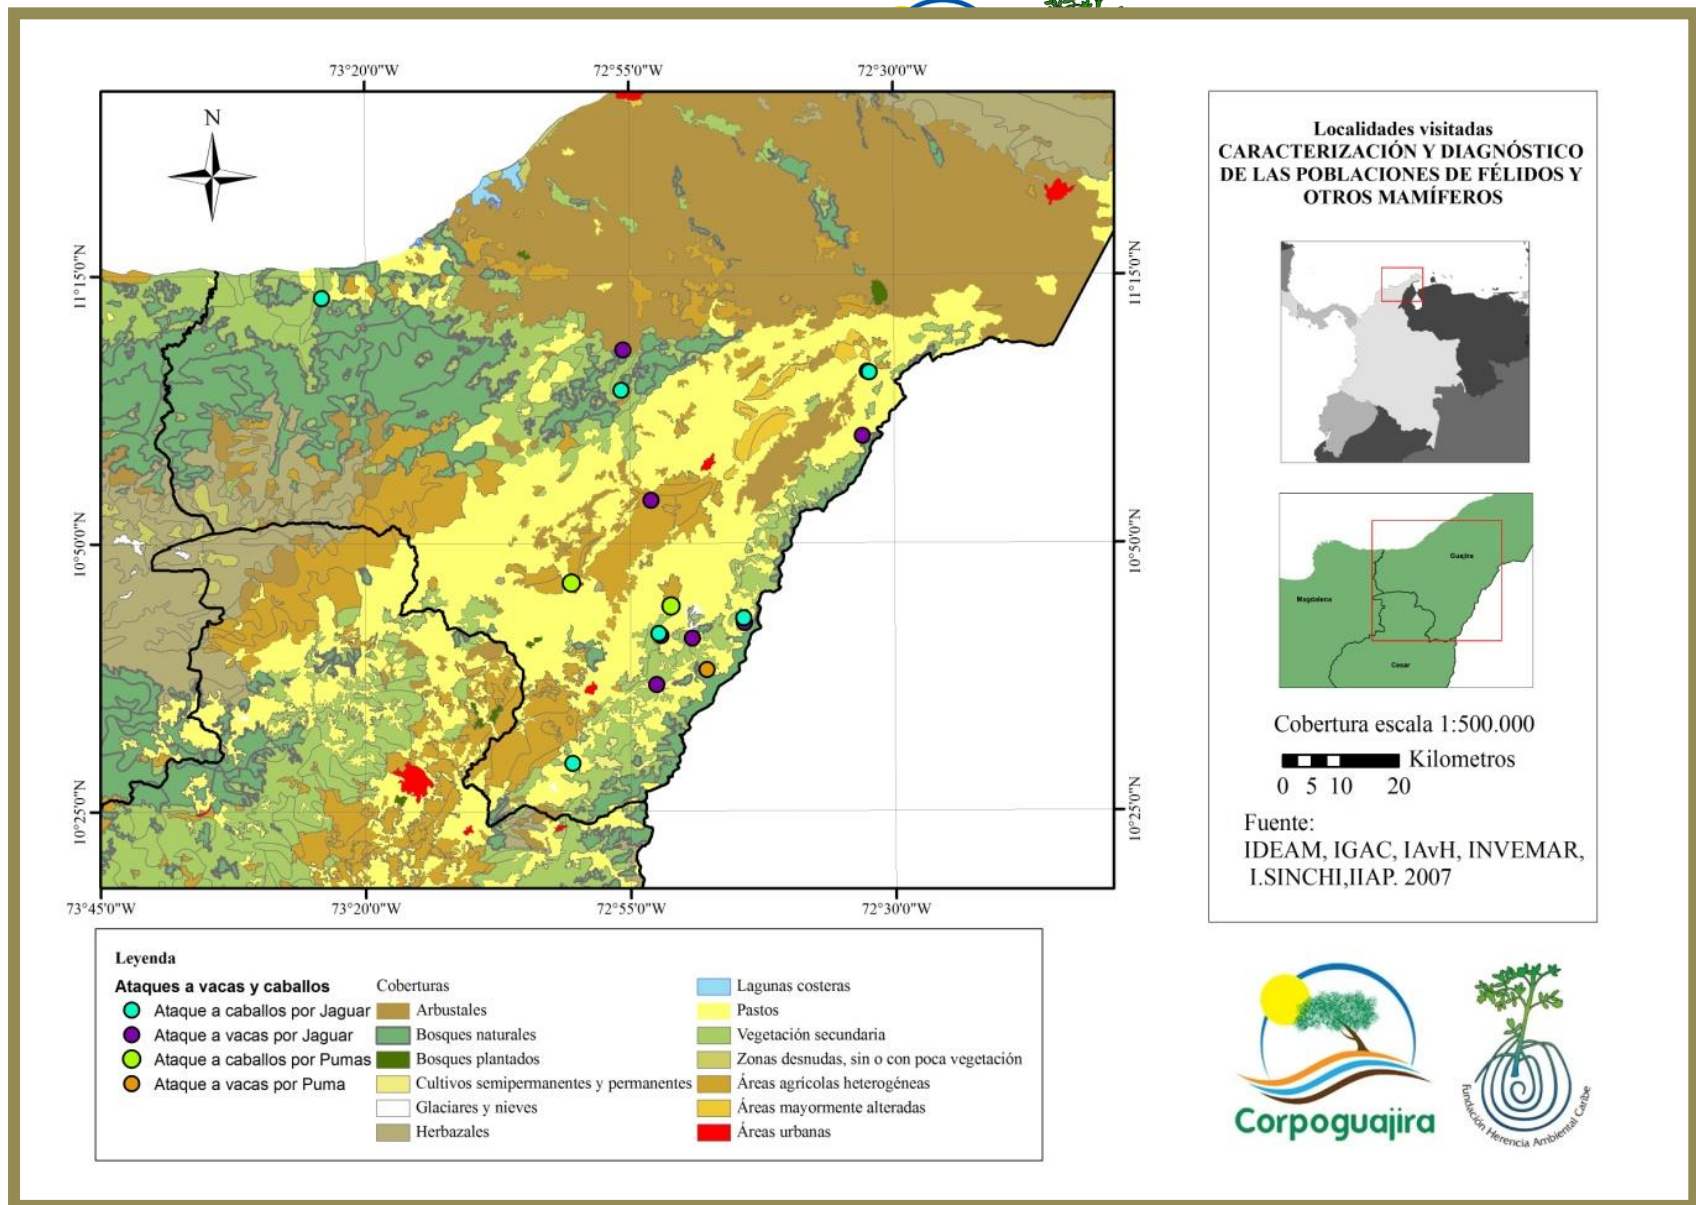 73°20'0"W
72°55'0"W
72°30'0"W
N
11°15'0"N
11°15'0"N
10°50'0"N
10°50'0"N
10°25'0"N
10°25'0"N
73°45'0"W
73°20'0"W
72°55'0"W
72°30'0"W
Localidades visitadas
CARACTERIZACIÓN Y DIAGNÓSTICO
DE LAS POBLACIONES DE FÉLIDOS Y
OTROS MAMÍFEROS
Guajira
Magdalena
Cesar
Cobertura escala 1:500.000
Kilometros
0 5 10 20
Fuente:
IDEAM, IGAC, IAvH, INVEMAR,
I.SINCHI,IIAP. 2007
Leyenda
Ataques a vacas y caballos
Ataque a caballos por Jaguar
Ataque a vacas por Jaguar
Ataque a caballos por Pumas
Ataque a vacas por Puma
Coberturas
Arbustales
Bosques naturales
Bosques plantados
Cultivos semipermanentes y permanentes
Glaciares y nieves
Herbazales
Lagunas costeras
Pastos
Vegetación secundaria
Zonas desnudas, sin o con poca vegetación
Áreas agrícolas heterogéneas
Áreas mayormente alteradas
Áreas urbanas
Corpoguajira
Fundación Herencia Ambiental Caribe